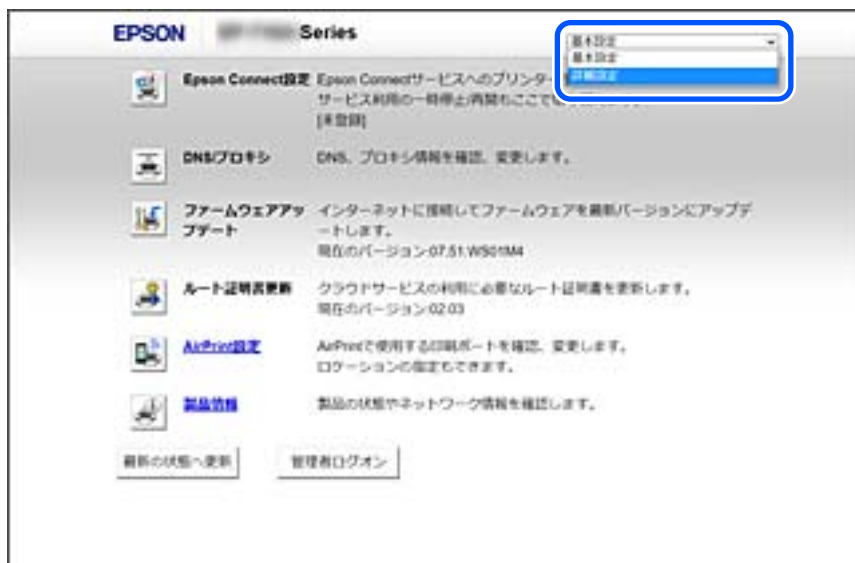 EPSON
Series
基本設定
基本設定
詳細設定
Epson Connect設定
Epson Connectサービスへのプリンター
サービス利用の一時停止/再開もここで
[未登録]
DNS/プロキシ
DNS、プロキシ情報を確認、変更します。
ファームウェアアッ
プデート
インターネットに接続してファームウェアを最新バージョンにアップデ
ートします。
現在のバージョン:07.51.WS01M4
ルート証明書更新
クラウドサービスの利用に必要なルート証明書を更新します。
現在のバージョン:02.03
AirPrint設定
AirPrintで使用する印刷ポートを確認、変更します。
ロケーションの指定もできます。
製品情報
製品の状態やネットワーク情報を確認します。
最新の状態へ更新
管理者ログオン